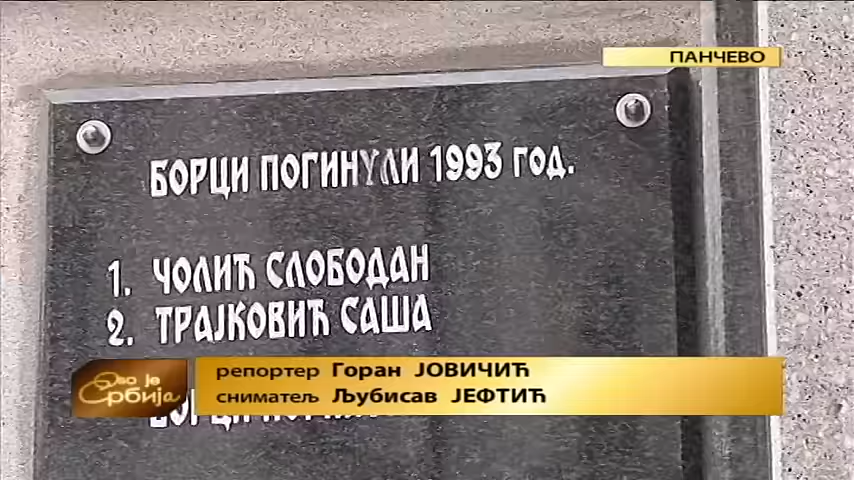 ПАНЧЕВО
БОРЦИ ПОГИНУЛИ 1993 ГОД.
1. ЧОЛИЋ СЛОБОДАН
2. ТРАЈКОВИЋ САША
Ово је
Србија
репортер Горан ЈОВИЧИЋ
сниматељ Љубисав ЈЕФТИЋ